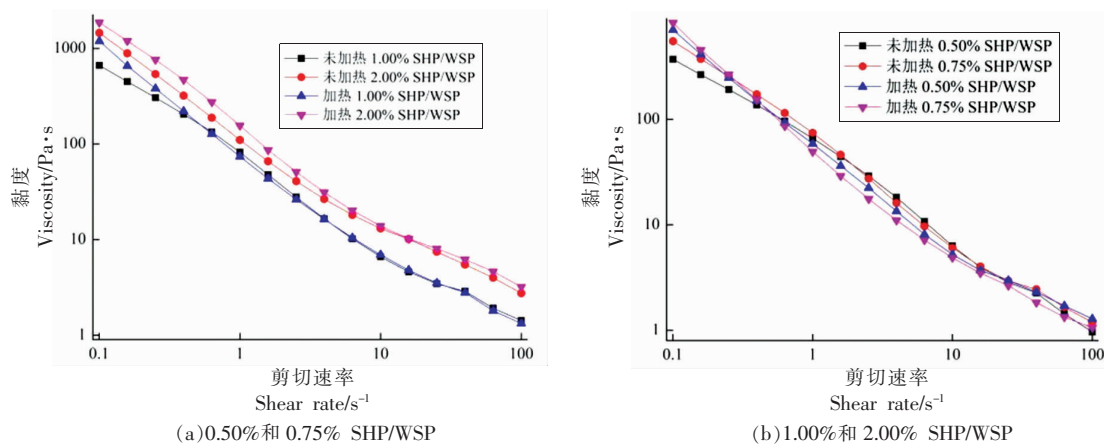 1000
100
10
1
0.1
1
10
100
黏度
Viscosity/Pa·s
未加热 1.00% SHP/WSP
未加热 2.00% SHP/WSP
加热 1.00% SHP/WSP
加热 2.00% SHP/WSP
剪切速率
Shear rate/s⁻¹
(a)0.50%和 0.75% SHP/WSP
100
10
1
0.1
1
10
100
黏度
Viscosity/Pa·s
未加热 0.50% SHP/WSP
未加热 0.75% SHP/WSP
加热 0.50% SHP/WSP
加热 0.75% SHP/WSP
剪切速率
Shear rate/s⁻¹
(b)1.00%和 2.00% SHP/WSP